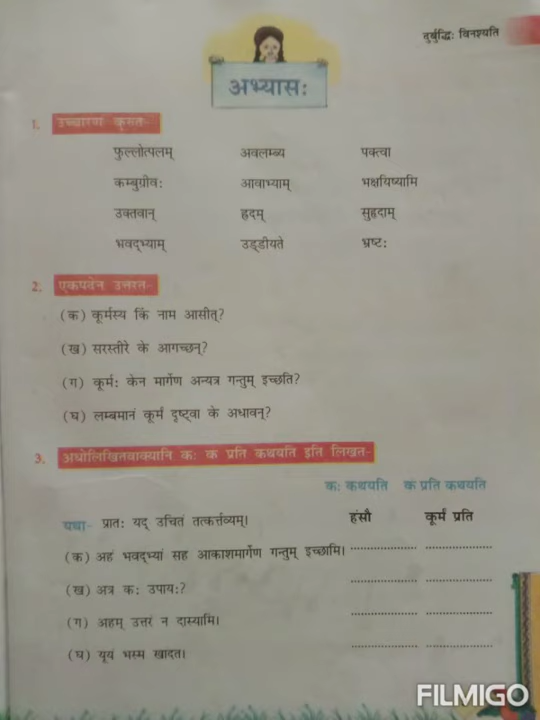 दुर्बुद्धिः विनश्यति
अभ्यासः
1. उच्चारणं कुरुत-
फुल्लोत्पलम् अवलम्ब्य पक्त्वा
कम्बुग्रीवः आवाभ्याम् भक्षयिष्यामि
उक्तवान् ह्रदम् सुहृदाम्
भवद्भ्याम् उड्डीयते भ्रष्टः
2. एकपदेन उत्तरत-
(क) कूर्मस्य किं नाम आसीत्?
(ख) सरस्तीरे के आगच्छन्?
(ग) कूर्मः केन मार्गेण अन्यत्र गन्तुम् इच्छति?
(घ) लम्बमानं कूर्मं दृष्ट्वा के अधावन्?
3. अधोलिखितवाक्यानि कः कं प्रति कथयति इति लिखत-
कः कथयति कं प्रति कथयति
यथा- प्रातः यद् उचितं तत्कर्त्तव्यम्। हंसौ कूर्मं प्रति
(क) अहं भवद्भ्यां सह आकाशमार्गेण गन्तुम् इच्छामि। .................... ....................
(ख) अत्र कः उपायः? .................... ....................
(ग) अहम् उत्तरं न दास्यामि। .................... ....................
(घ) यूयं भस्म खादत। .................... ....................
FILMIGO